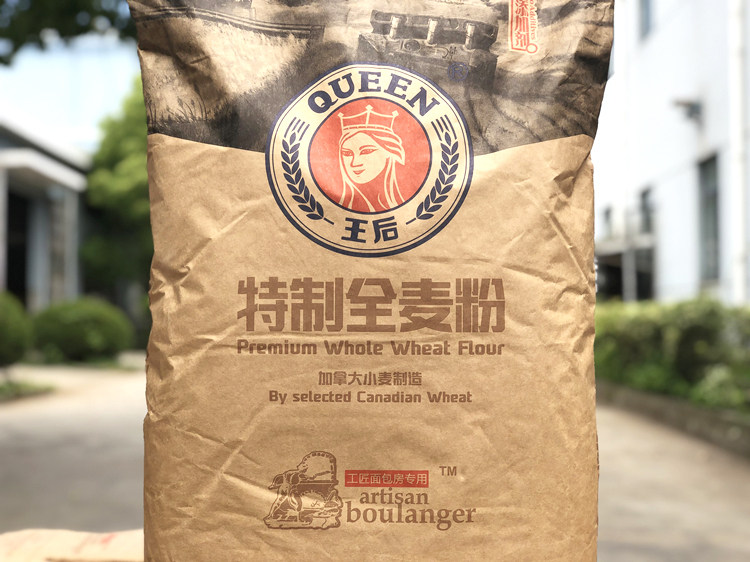 QUEEN
王后
特制全麦粉
Premium Whole Wheat Flour
加拿大小麦制造
By selected Canadian Wheat
工匠面包房专用
TM
artisan
boulanger